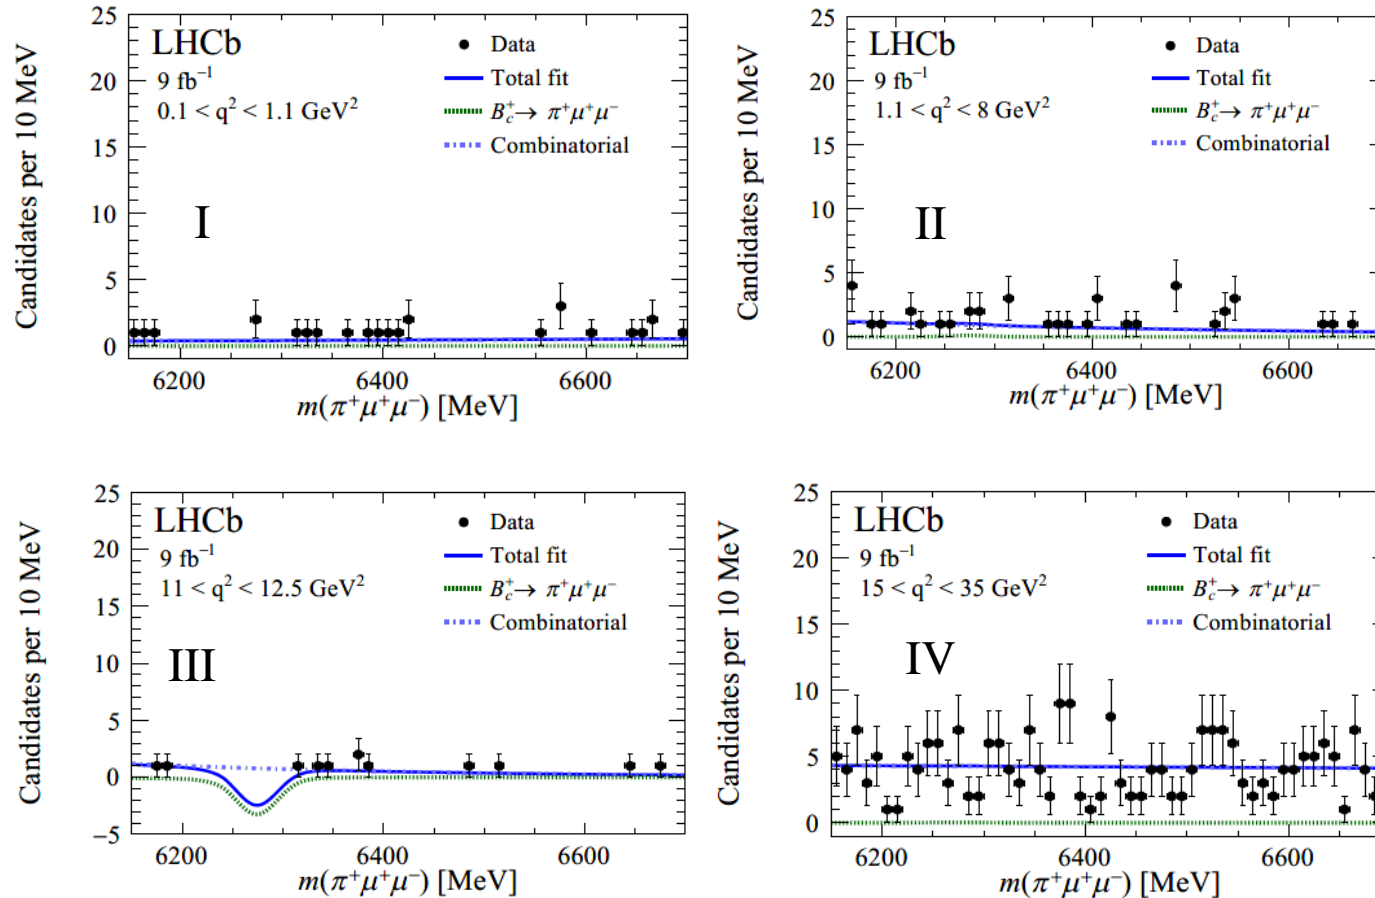 Candidates per 10 MeV
25
20
15
10
5
0
LHCb
9 fb⁻¹
0.1 < q² < 1.1 GeV²
Data
Total fit
B_c⁺→ π⁺μ⁺μ⁻
Combinatorial
I
6200 6400 6600
m(π⁺μ⁺μ⁻) [MeV]
Candidates per 10 MeV
25
20
15
10
5
0
LHCb
9 fb⁻¹
1.1 < q² < 8 GeV²
Data
Total fit
B_c⁺→ π⁺μ⁺μ⁻
Combinatorial
II
6200 6400 6600
m(π⁺μ⁺μ⁻) [MeV]
Candidates per 10 MeV
25
20
15
10
5
0
−5
LHCb
9 fb⁻¹
11 < q² < 12.5 GeV²
Data
Total fit
B_c⁺→ π⁺μ⁺μ⁻
Combinatorial
III
6200 6400 6600
m(π⁺μ⁺μ⁻) [MeV]
Candidates per 10 MeV
25
20
15
10
5
0
LHCb
9 fb⁻¹
15 < q² < 35 GeV²
Data
Total fit
B_c⁺→ π⁺μ⁺μ⁻
Combinatorial
IV
6200 6400 6600
m(π⁺μ⁺μ⁻) [MeV]